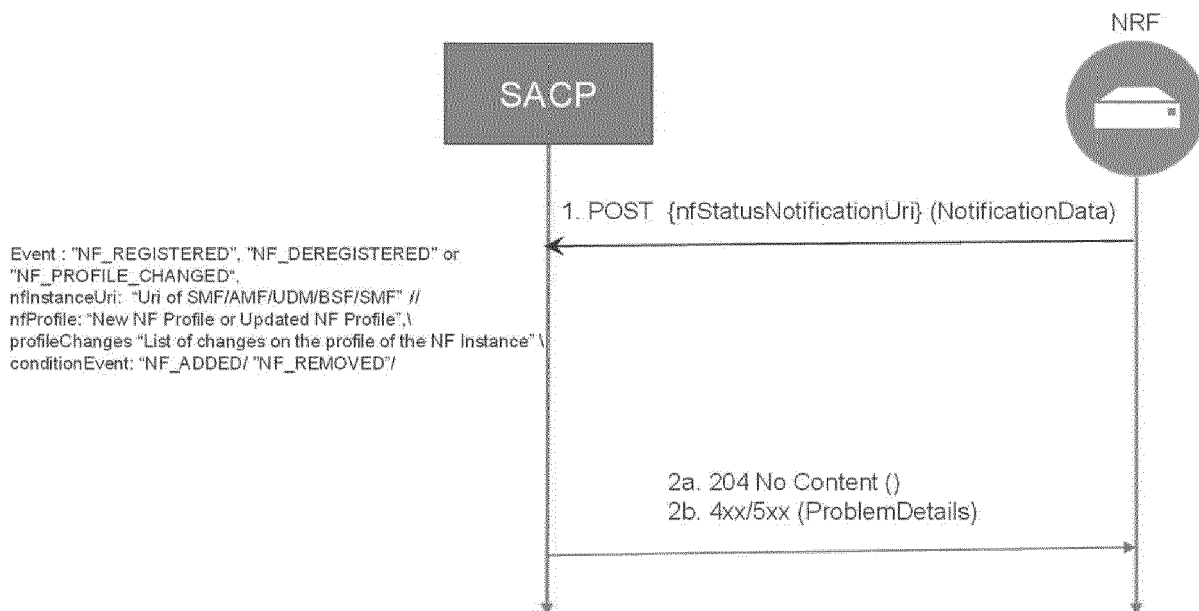 NRF
SACP
1. POST {nfStatusNotificationUri} (NotificationData)
Event : "NF_REGISTERED", "NF_DEREGISTERED" or
"NF_PROFILE_CHANGED",
nfInstanceUri: "Uri of SMF/AMF/UDM/BSF/SMF" //
nfProfile: "New NF Profile or Updated NF Profile",\
profileChanges "List of changes on the profile of the NF Instance" \
conditionEvent: "NF_ADDED/ "NF_REMOVED"/
2a. 204 No Content ()
2b. 4xx/5xx (ProblemDetails)